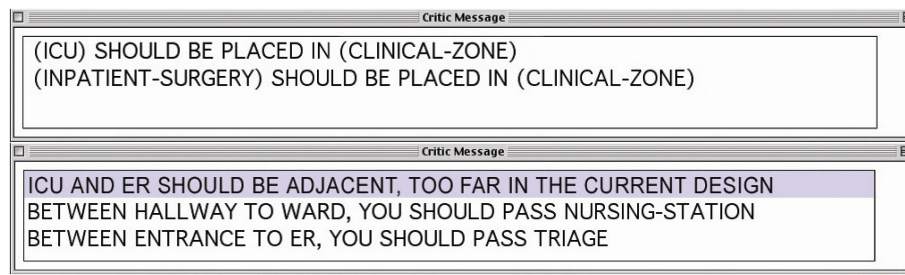 Critic Message
(ICU) SHOULD BE PLACED IN (CLINICAL-ZONE)
(INPATIENT-SURGERY) SHOULD BE PLACED IN (CLINICAL-ZONE)
Critic Message
ICU AND ER SHOULD BE ADJACENT, TOO FAR IN THE CURRENT DESIGN
BETWEEN HALLWAY TO WARD, YOU SHOULD PASS NURSING-STATION
BETWEEN ENTRANCE TO ER, YOU SHOULD PASS TRIAGE